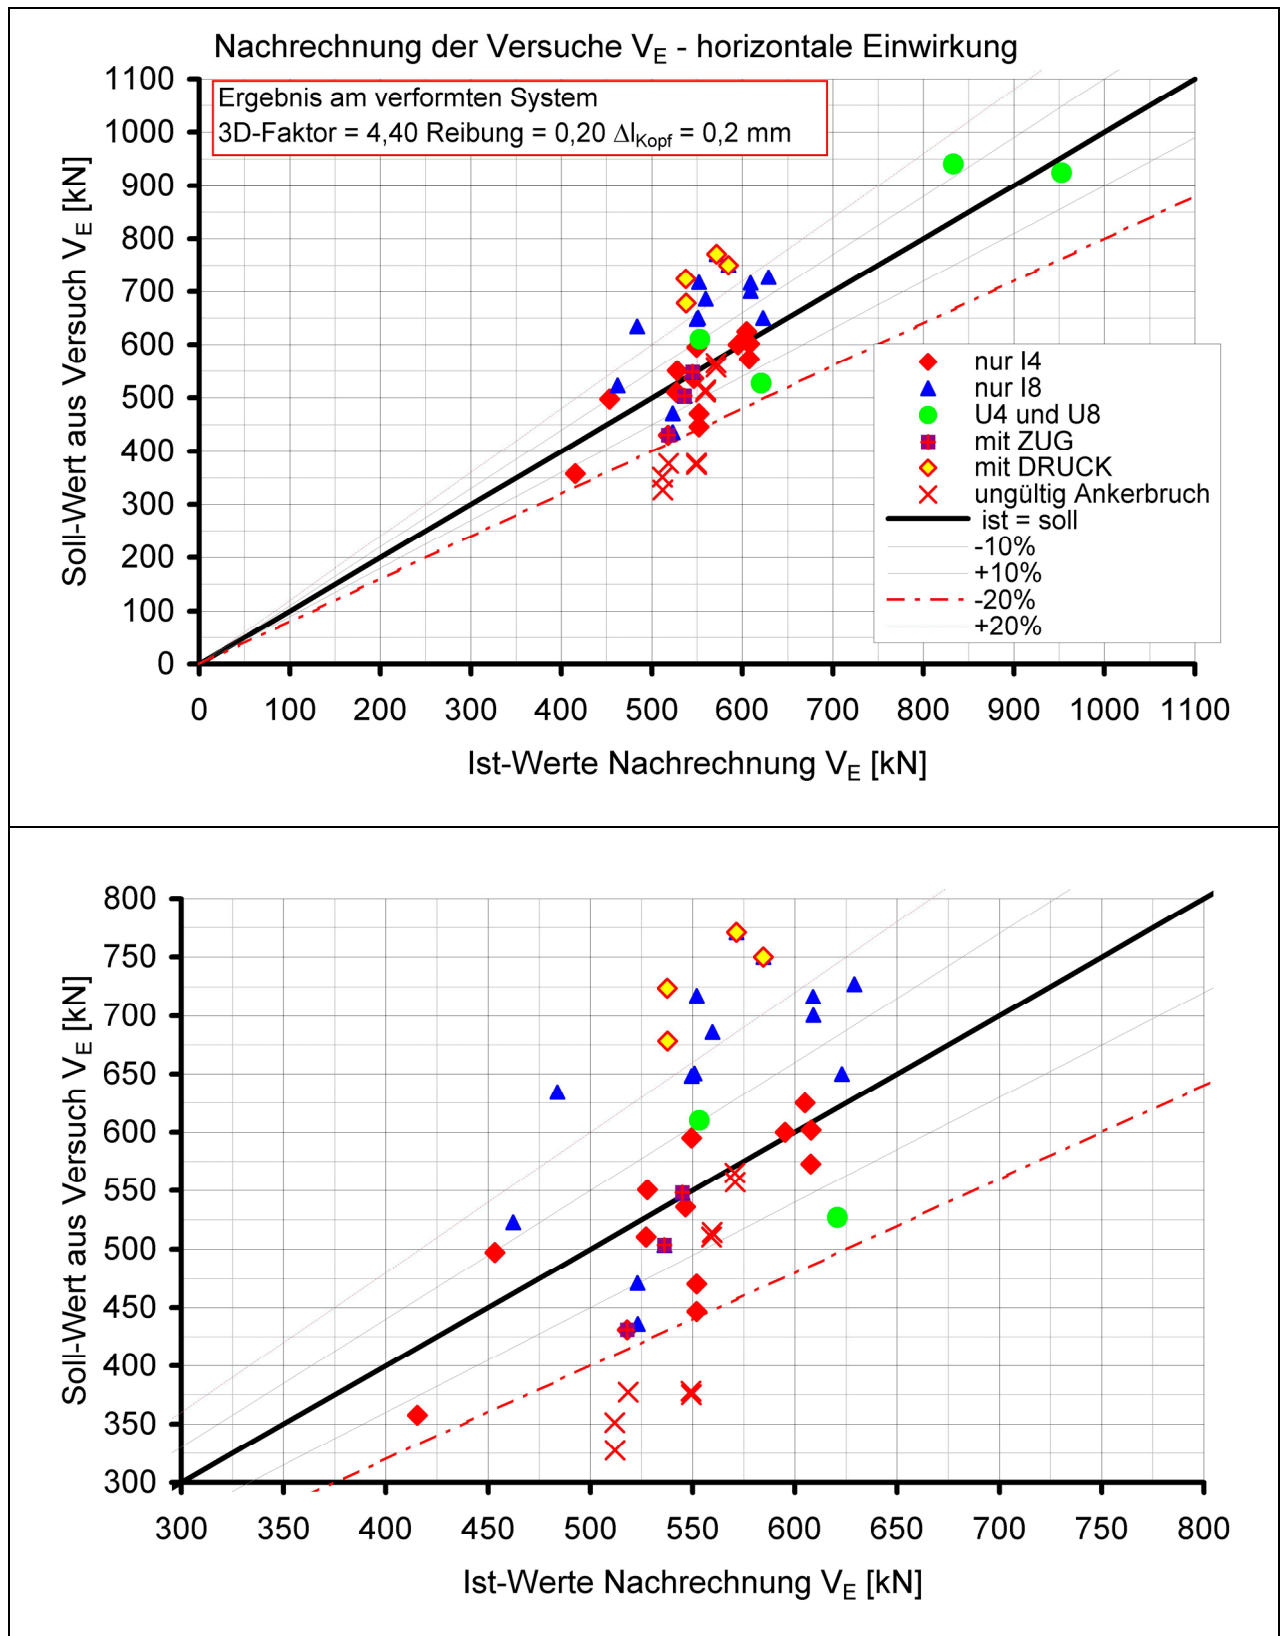 Nachrechnung der Versuche V_E - horizontale Einwirkung
Ergebnis am verformten System
3D-Faktor = 4,40 Reibung = 0,20 Δl_Kopf = 0,2 mm
Soll-Wert aus Versuch V_E [kN]
1100
1000
900
800
700
600
500
400
300
200
100
0
nur I4
nur I8
U4 und U8
mit ZUG
mit DRUCK
ungültig Ankerbruch
ist = soll
-10%
+10%
-20%
+20%
0 100 200 300 400 500 600 700 800 900 1000 1100
Ist-Werte Nachrechnung V_E [kN]
Soll-Wert aus Versuch V_E [kN]
800
750
700
650
600
550
500
450
400
350
300
300 350 400 450 500 550 600 650 700 750 800
Ist-Werte Nachrechnung V_E [kN]